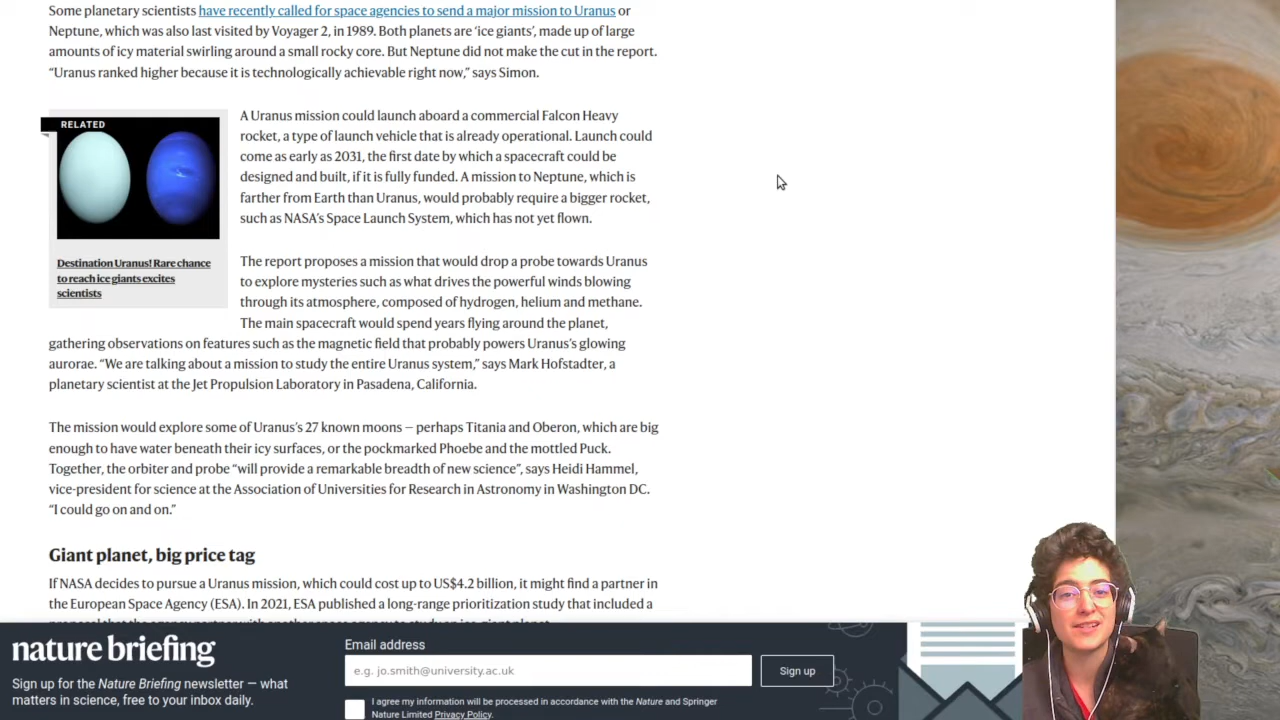 Some planetary scientists have recently called for space agencies to send a major mission to Uranus or
Neptune, which was also last visited by Voyager 2, in 1989. Both planets are ‘ice giants’, made up of large
amounts of icy material swirling around a small rocky core. But Neptune did not make the cut in the report.
“Uranus ranked higher because it is technologically achievable right now,” says Simon.
RELATED
Destination Uranus! Rare chance
to reach ice giants excites
scientists
A Uranus mission could launch aboard a commercial Falcon Heavy
rocket, a type of launch vehicle that is already operational. Launch could
come as early as 2031, the first date by which a spacecraft could be
designed and built, if it is fully funded. A mission to Neptune, which is
farther from Earth than Uranus, would probably require a bigger rocket,
such as NASA’s Space Launch System, which has not yet flown.
The report proposes a mission that would drop a probe towards Uranus
to explore mysteries such as what drives the powerful winds blowing
through its atmosphere, composed of hydrogen, helium and methane.
The main spacecraft would spend years flying around the planet,
gathering observations on features such as the magnetic field that probably powers Uranus’s glowing
aurorae. “We are talking about a mission to study the entire Uranus system,” says Mark Hofstadter, a
planetary scientist at the Jet Propulsion Laboratory in Pasadena, California.
The mission would explore some of Uranus’s 27 known moons — perhaps Titania and Oberon, which are big
enough to have water beneath their icy surfaces, or the pockmarked Phoebe and the mottled Puck.
Together, the orbiter and probe “will provide a remarkable breadth of new science”, says Heidi Hammel,
vice-president for science at the Association of Universities for Research in Astronomy in Washington DC.
“I could go on and on.”
Giant planet, big price tag
If NASA decides to pursue a Uranus mission, which could cost up to US$4.2 billion, it might find a partner in
the European Space Agency (ESA). In 2021, ESA published a long-range prioritization study that included a
nature briefing
Sign up for the Nature Briefing newsletter — what
matters in science, free to your inbox daily.
Email address
e.g. jo.smith@university.ac.uk
Sign up
I agree my information will be processed in accordance with the Nature and Springer
Nature Limited Privacy Policy.